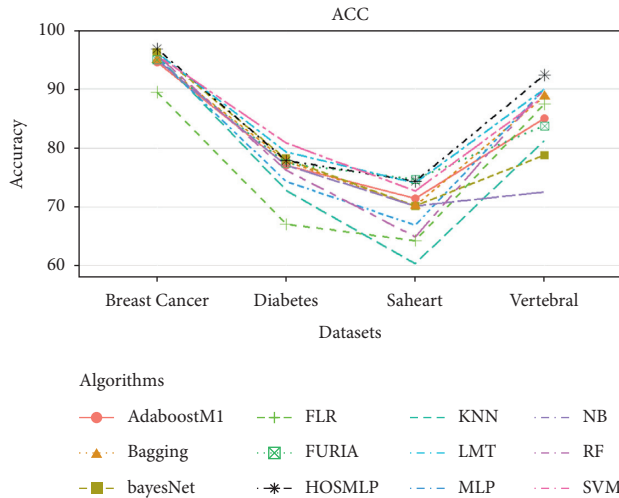 ACC
100
90
80
70
60
Accuracy
Breast Cancer Diabetes Saheart Vertebral
Datasets
Algorithms
AdaboostM1 FLR KNN NB
Bagging FURIA LMT RF
bayesNet HOSMLP MLP SVM